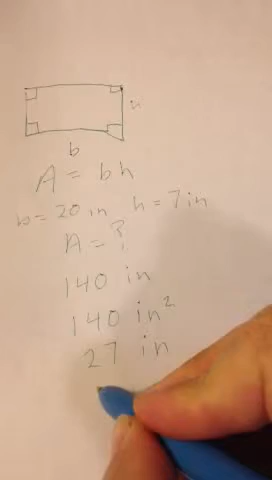 h
b
A = bh
b = 20 in h = 7 in
A = ?
140 in
140 in²
27 in